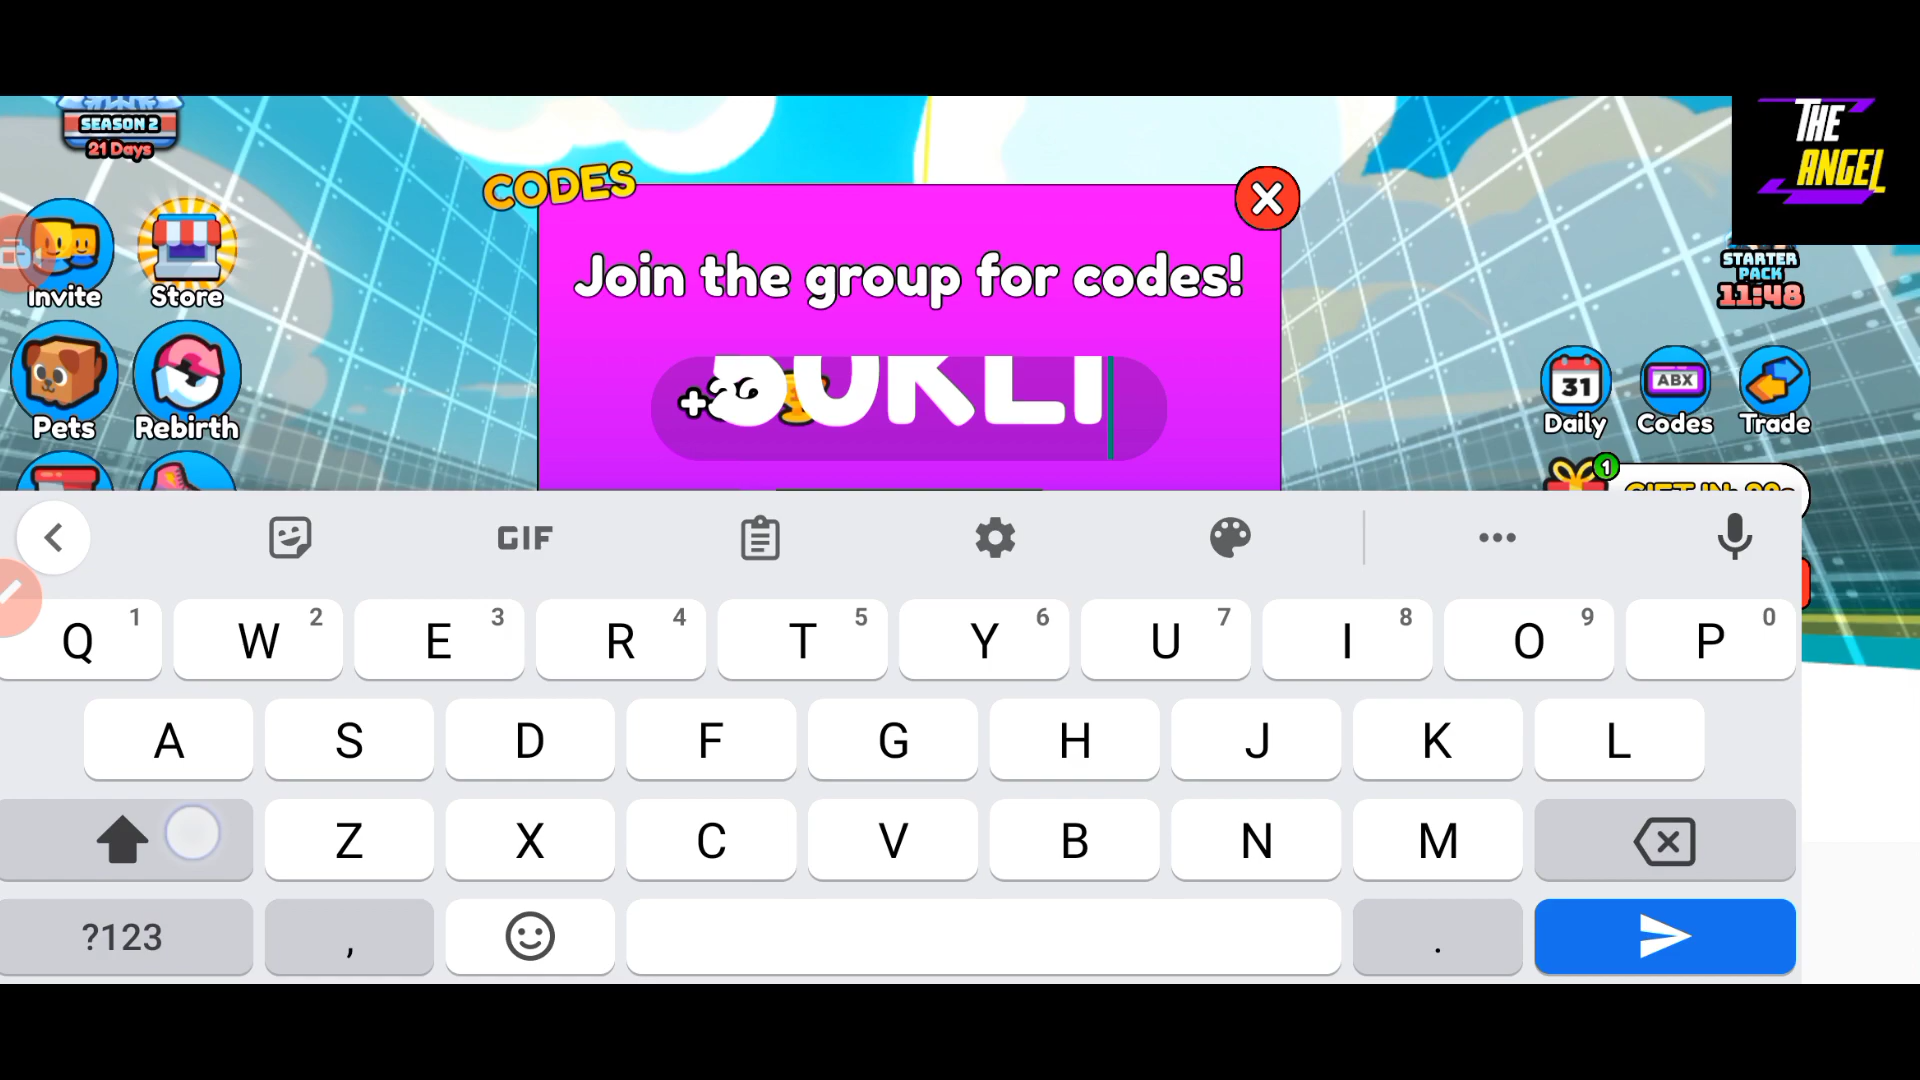 SEASON 2
21 Days
THE
ANGEL
CODES
Join the group for codes!
Invite
Store
STARTER
PACK
11:48
Pets
Rebirth
Daily
31
Codes
ABX
Trade
1
GIF
Q 1
W 2
E 3
R 4
T 5
Y 6
U 7
I 8
O 9
P 0
A
S
D
F
G
H
J
K
L
Z
X
C
V
B
N
M
?123
,
.